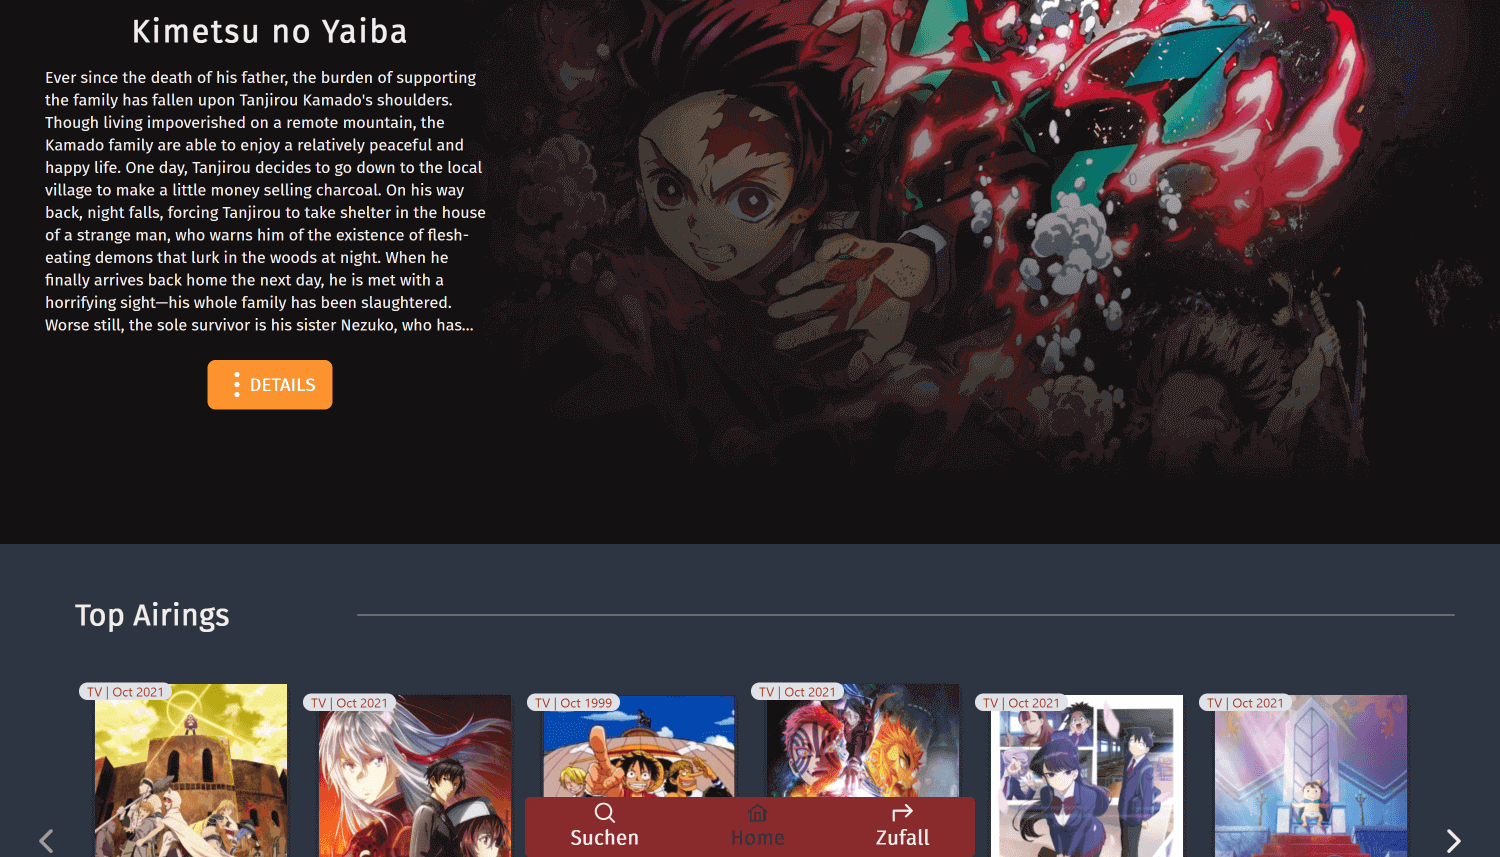 Kimetsu no Yaiba
Ever since the death of his father, the burden of supporting
the family has fallen upon Tanjirou Kamado's shoulders.
Though living impoverished on a remote mountain, the
Kamado family are able to enjoy a relatively peaceful and
happy life. One day, Tanjirou decides to go down to the local
village to make a little money selling charcoal. On his way
back, night falls, forcing Tanjirou to take shelter in the house
of a strange man, who warns him of the existence of flesh-
eating demons that lurk in the woods at night. When he
finally arrives back home the next day, he is met with a
horrifying sight—his whole family has been slaughtered.
Worse still, the sole survivor is his sister Nezuko, who has...
DETAILS
Top Airings
TV | Oct 2021
TV | Oct 2021
TV | Oct 1999
TV | Oct 2021
TV | Oct 2021
TV | Oct 2021
Suchen
Home
Zufall